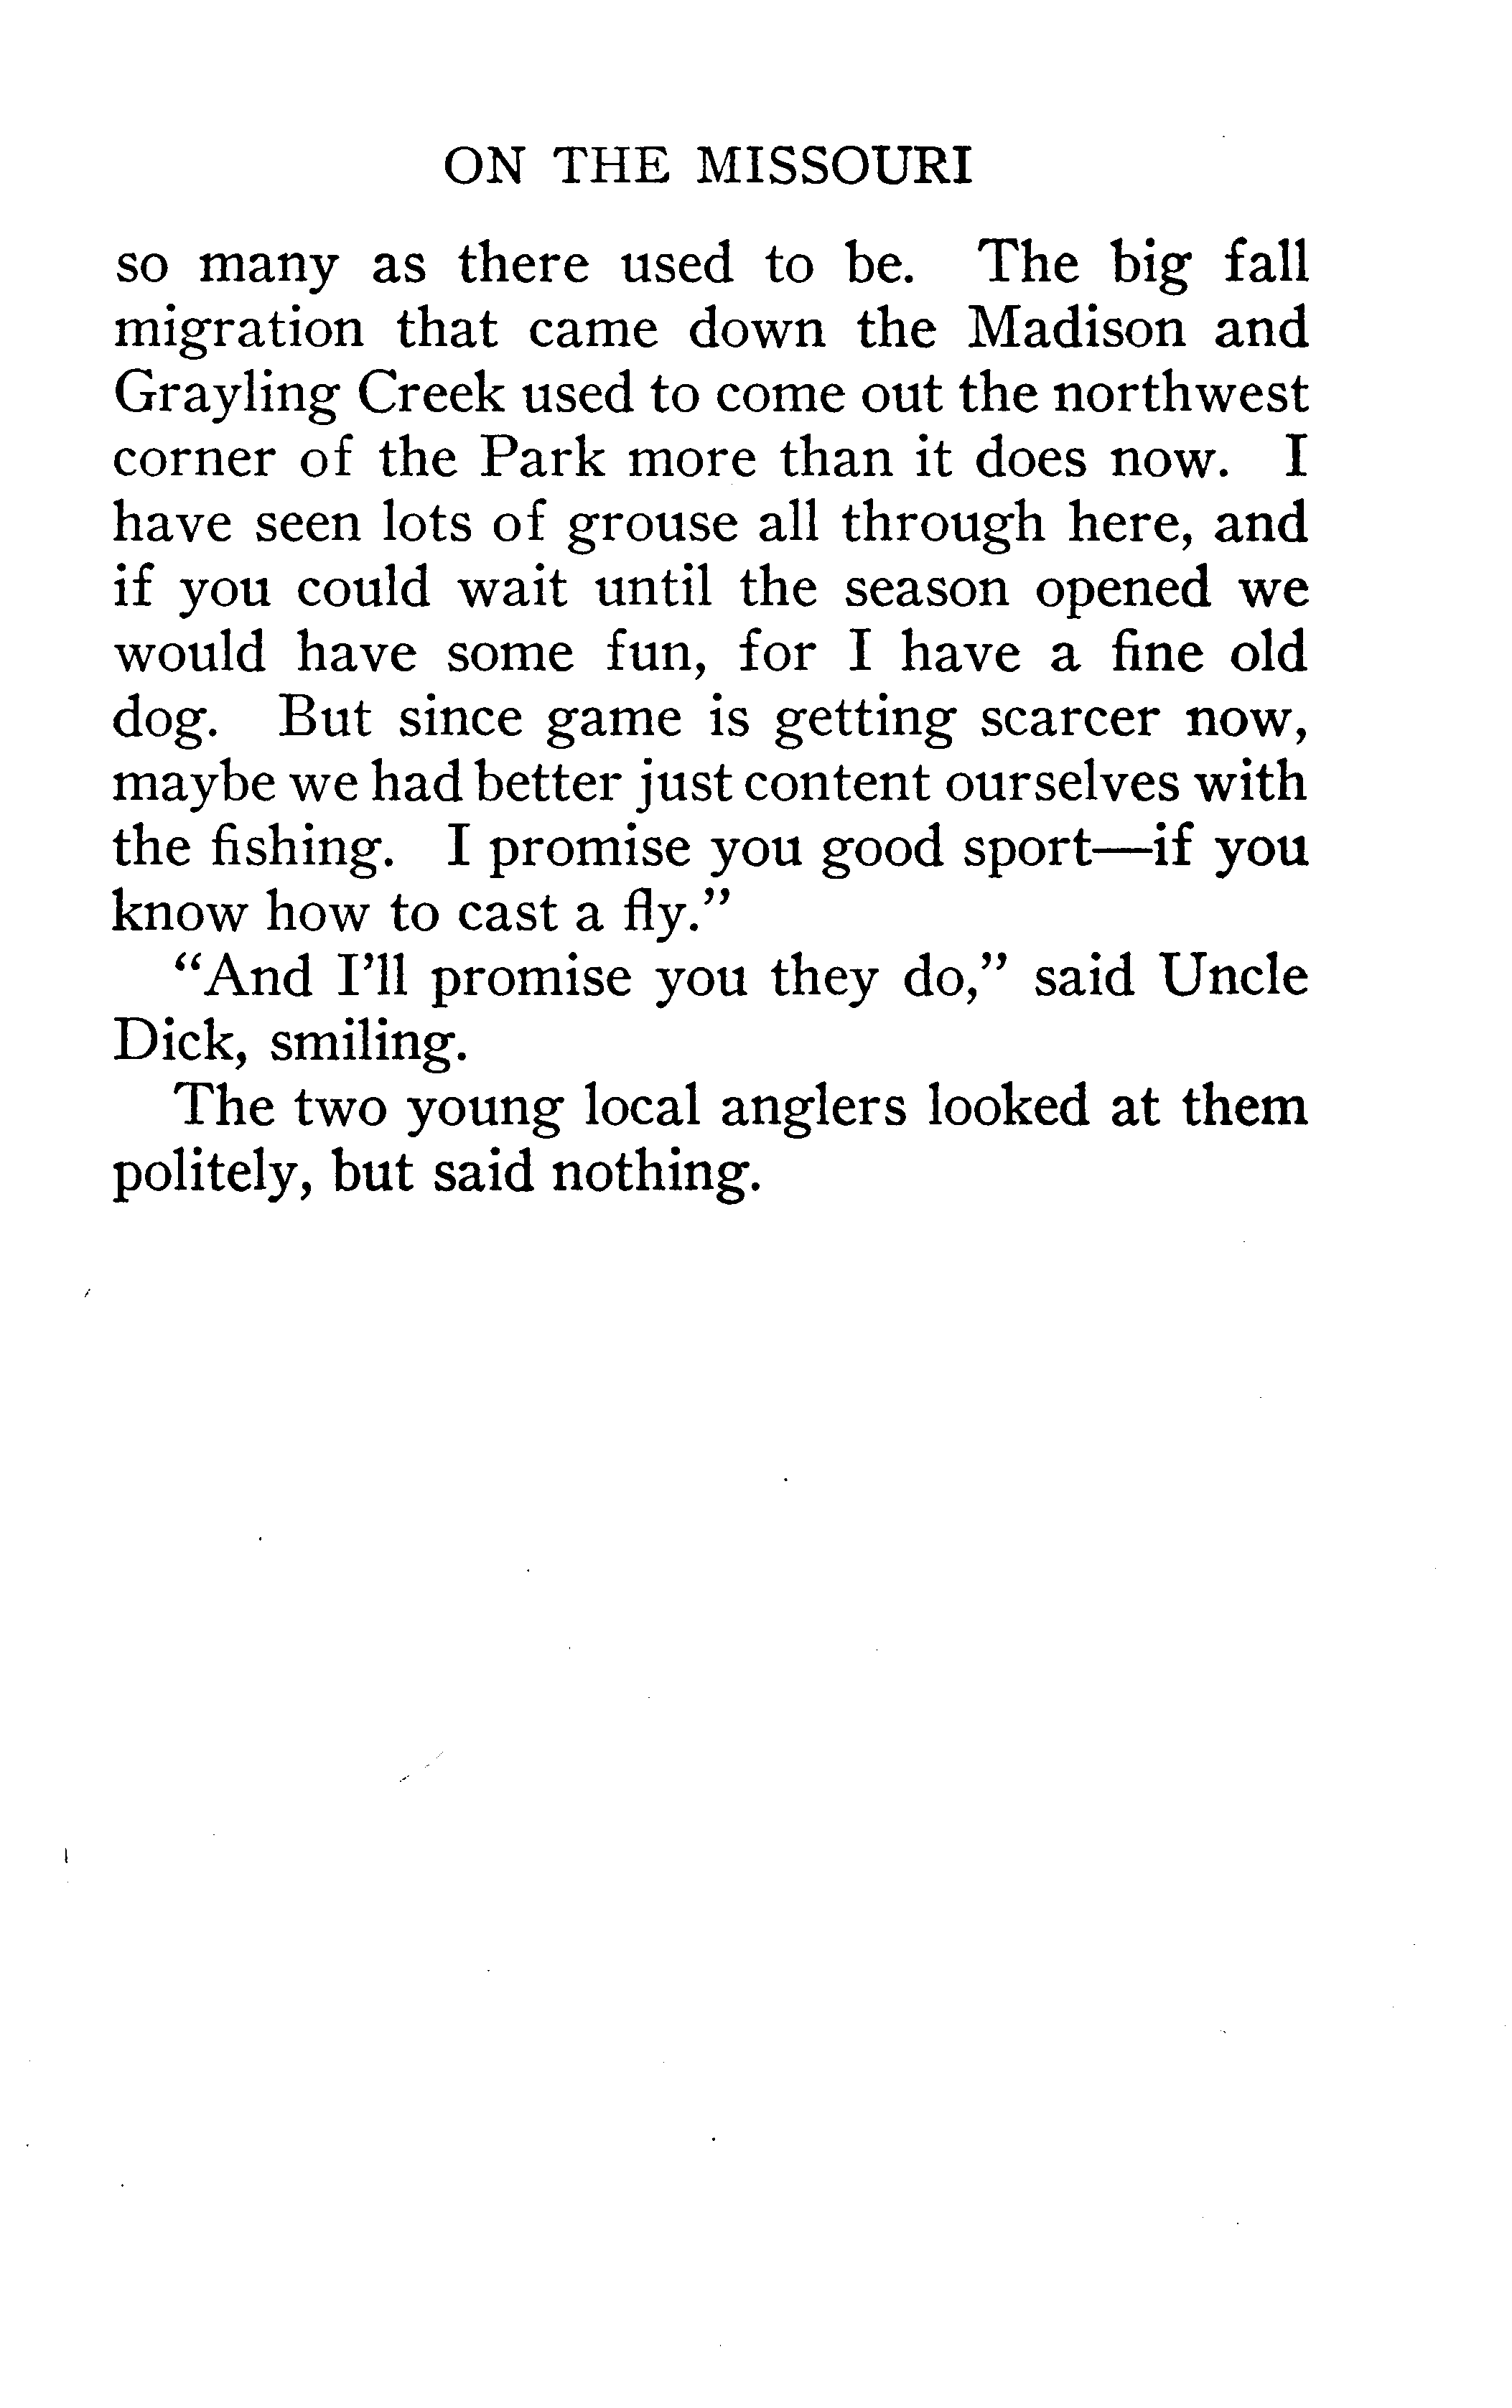 ON THE MISSOURI
so many as there used to be. The big fall
migration that came down the Madison and
Grayling Creek used to come out the northwest
corner of the Park more than it does now. I
have seen lots of grouse all through here, and
if you could wait until the season opened we
would have some fun, for I have a fine old
dog. But since game is getting scarcer now,
maybe we had better just content ourselves with
the fishing. I promise you good sport—if you
know how to cast a fly.”
“And I’ll promise you they do,” said Uncle
Dick, smiling.
The two young local anglers looked at them
politely, but said nothing.